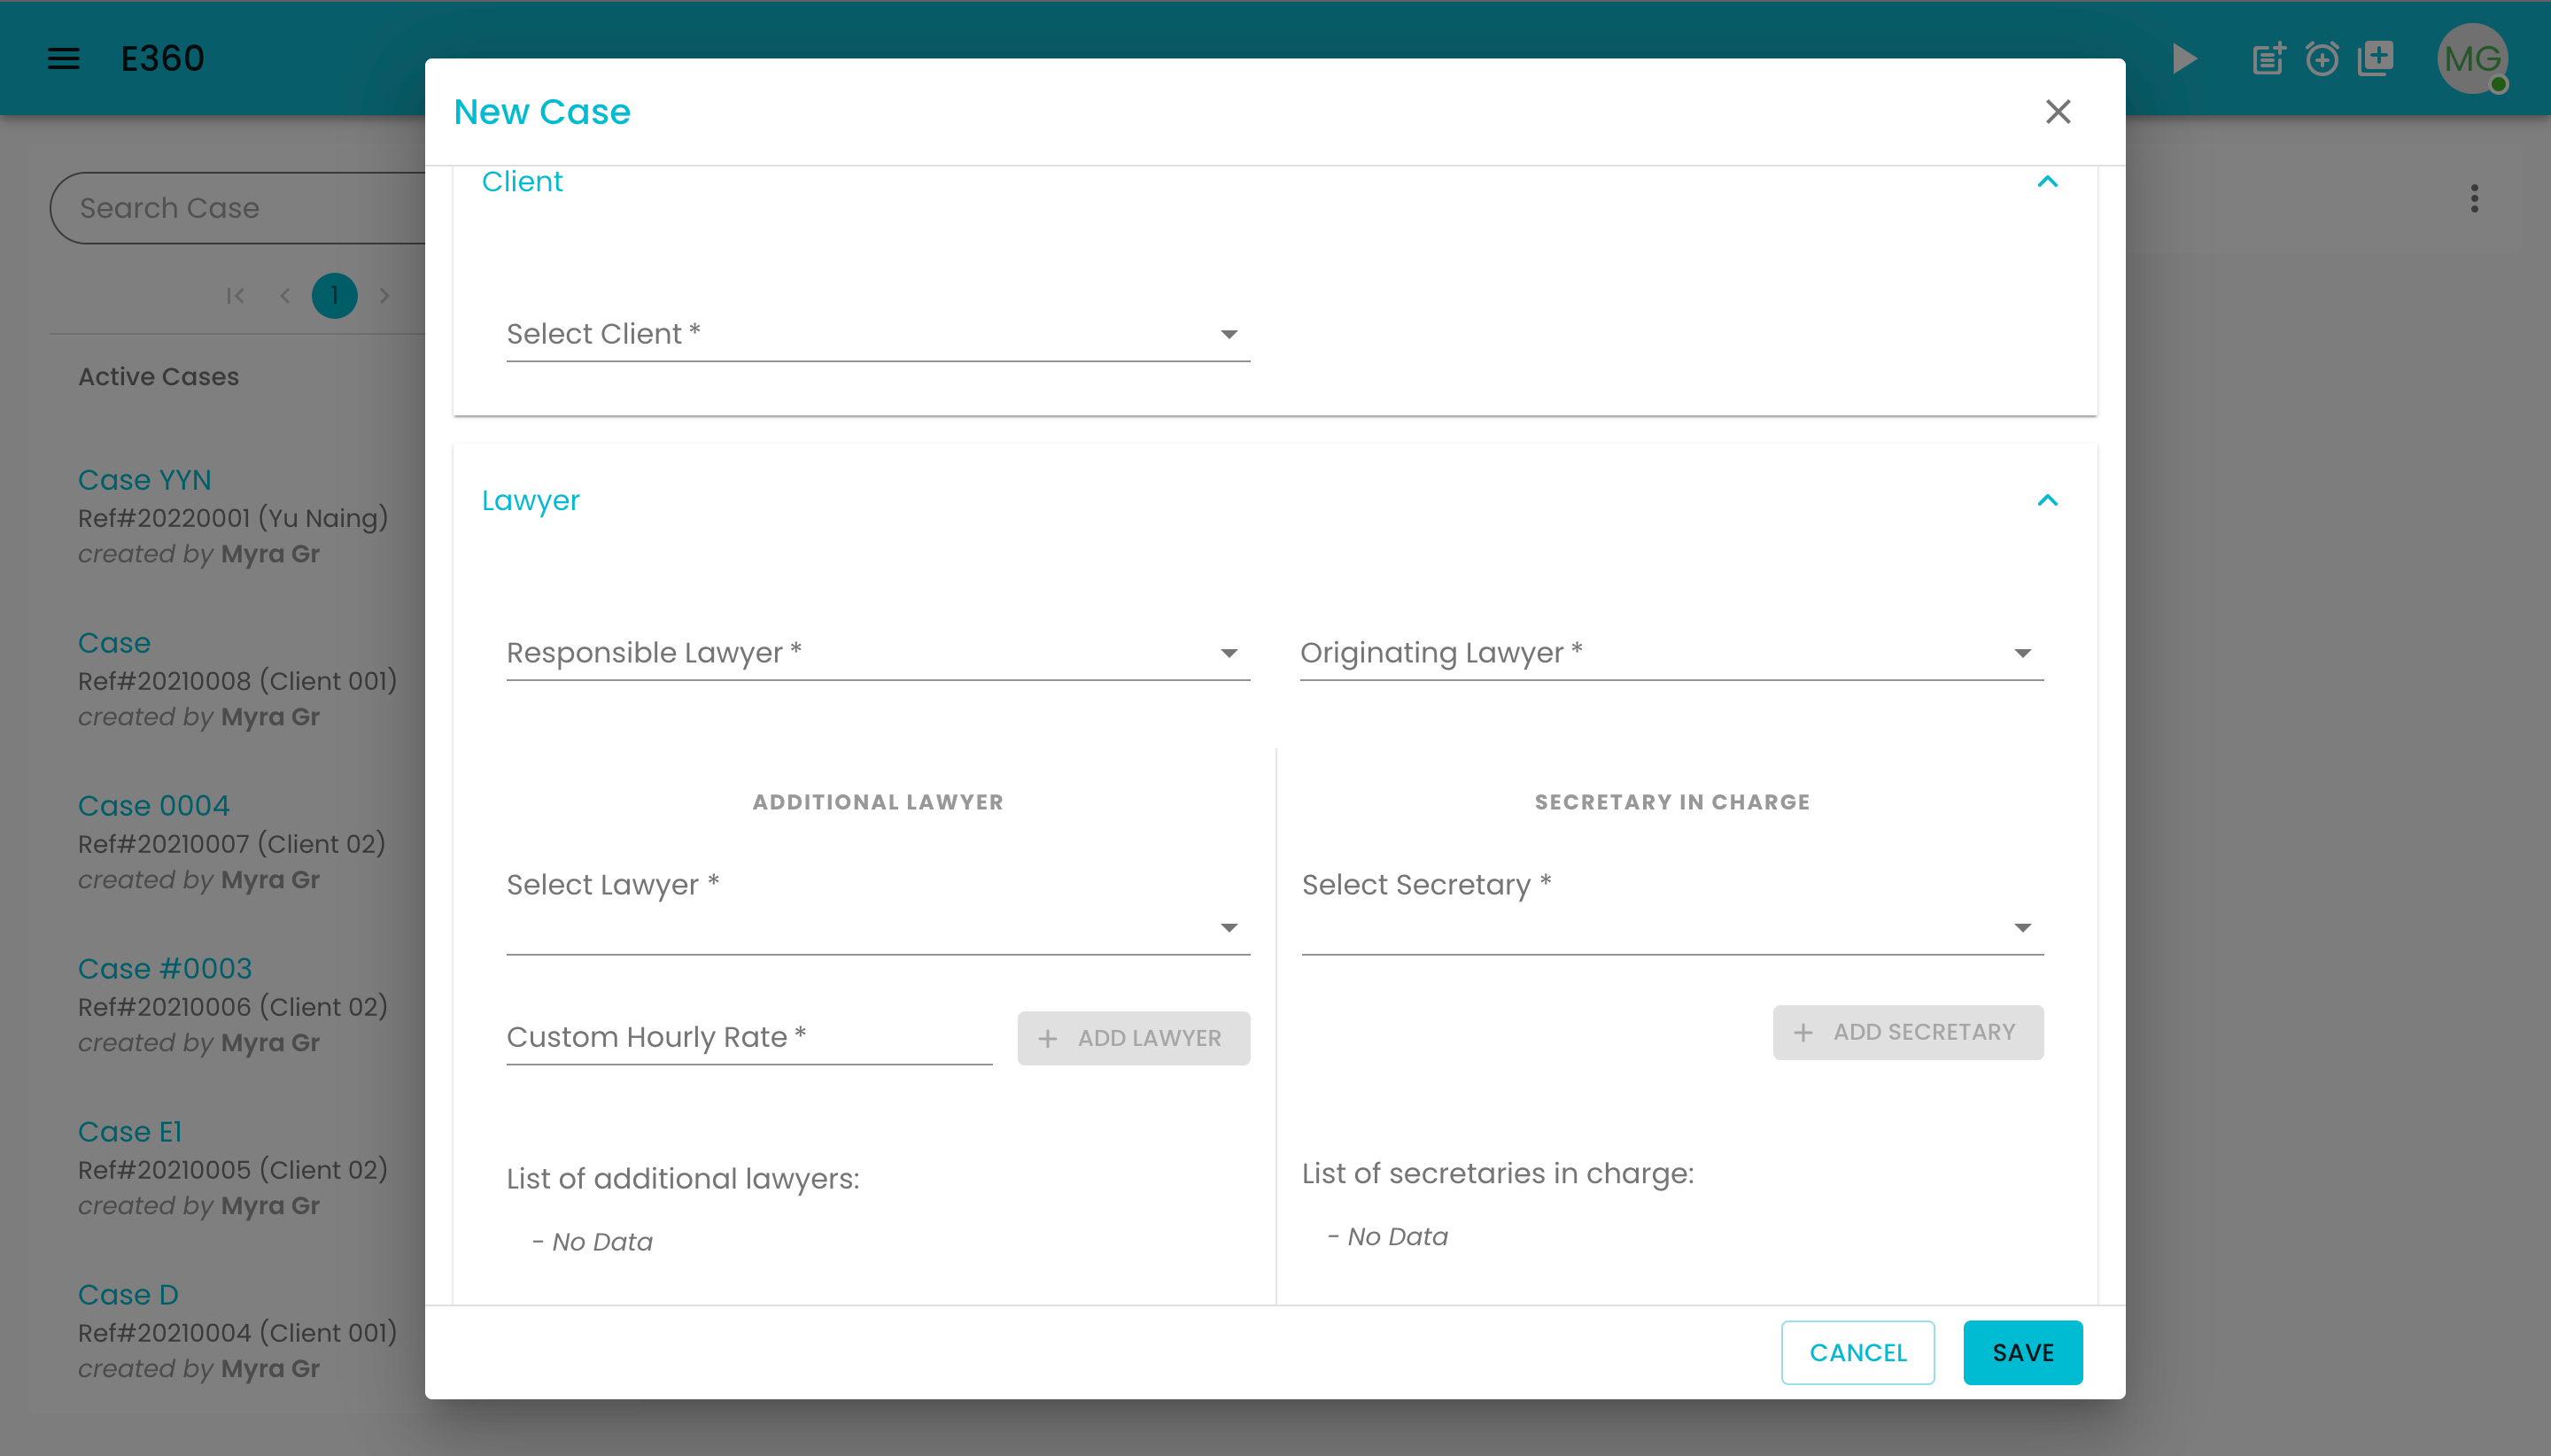 E360
MG
Search Case
1
Active Cases
Case YYN
Ref#20220001 (Yu Naing)
created by Myra Gr
Case
Ref#20210008 (Client 001)
created by Myra Gr
Case 0004
Ref#20210007 (Client 02)
created by Myra Gr
Case #0003
Ref#20210006 (Client 02)
created by Myra Gr
Case E1
Ref#20210005 (Client 02)
created by Myra Gr
Case D
Ref#20210004 (Client 001)
created by Myra Gr
New Case
Client
Select Client *
Lawyer
Responsible Lawyer *
Originating Lawyer *
ADDITIONAL LAWYER
Select Lawyer *
Custom Hourly Rate *
+ ADD LAWYER
List of additional lawyers:
- No Data
SECRETARY IN CHARGE
Select Secretary *
+ ADD SECRETARY
List of secretaries in charge:
- No Data
CANCEL
SAVE